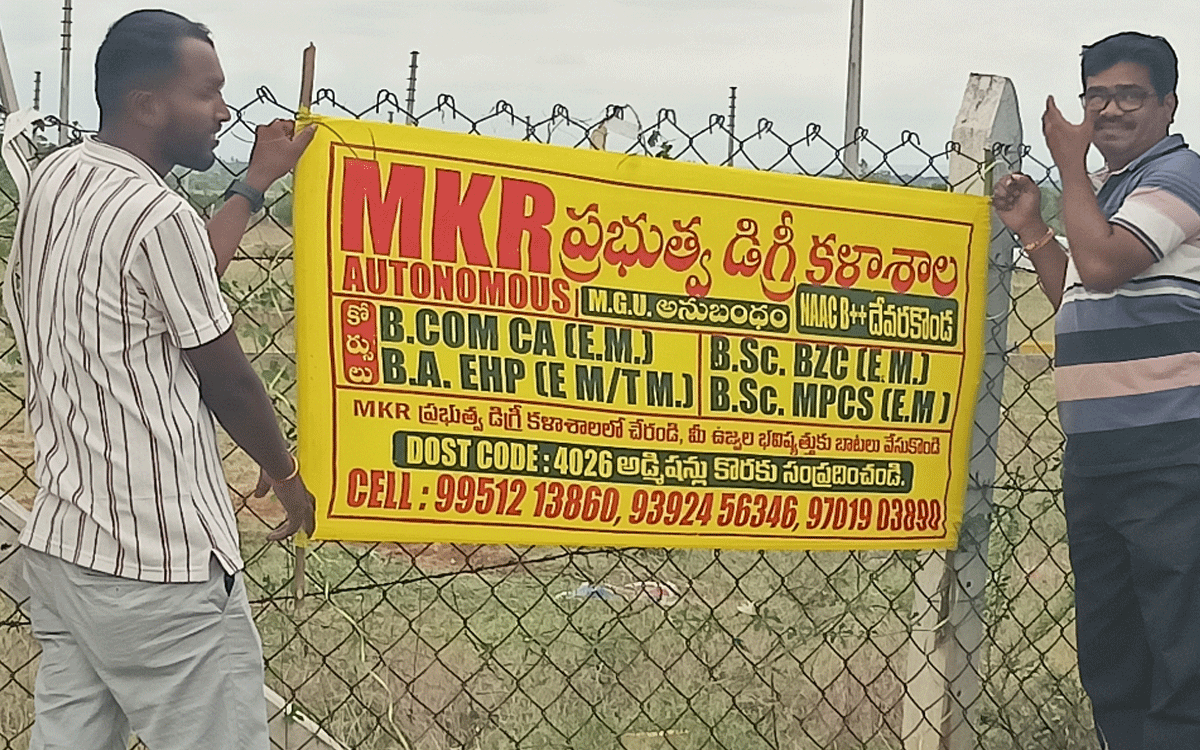 MKR ప్రభుత్వ డిగ్రీ కళాశాల
AUTONOMOUS M.G.U. అనుబంధం NAAC B++ దేవరకొండ
కోర్సులు
B.COM CA (E.M.) B.Sc. BZC (E.M.)
B.A. EHP (E M/T M.) B.Sc. MPCS (E.M)
MKR ప్రభుత్వ డిగ్రీ కళాశాలలో చేరండి, మీ ఉజ్వల భవిష్యత్తుకు బాటలు వేసుకొండి
DOST CODE : 4026 అడ్మిషన్లు కొరకు సంప్రదించండి.
CELL : 99512 13860, 93924 56346, 97019 03890